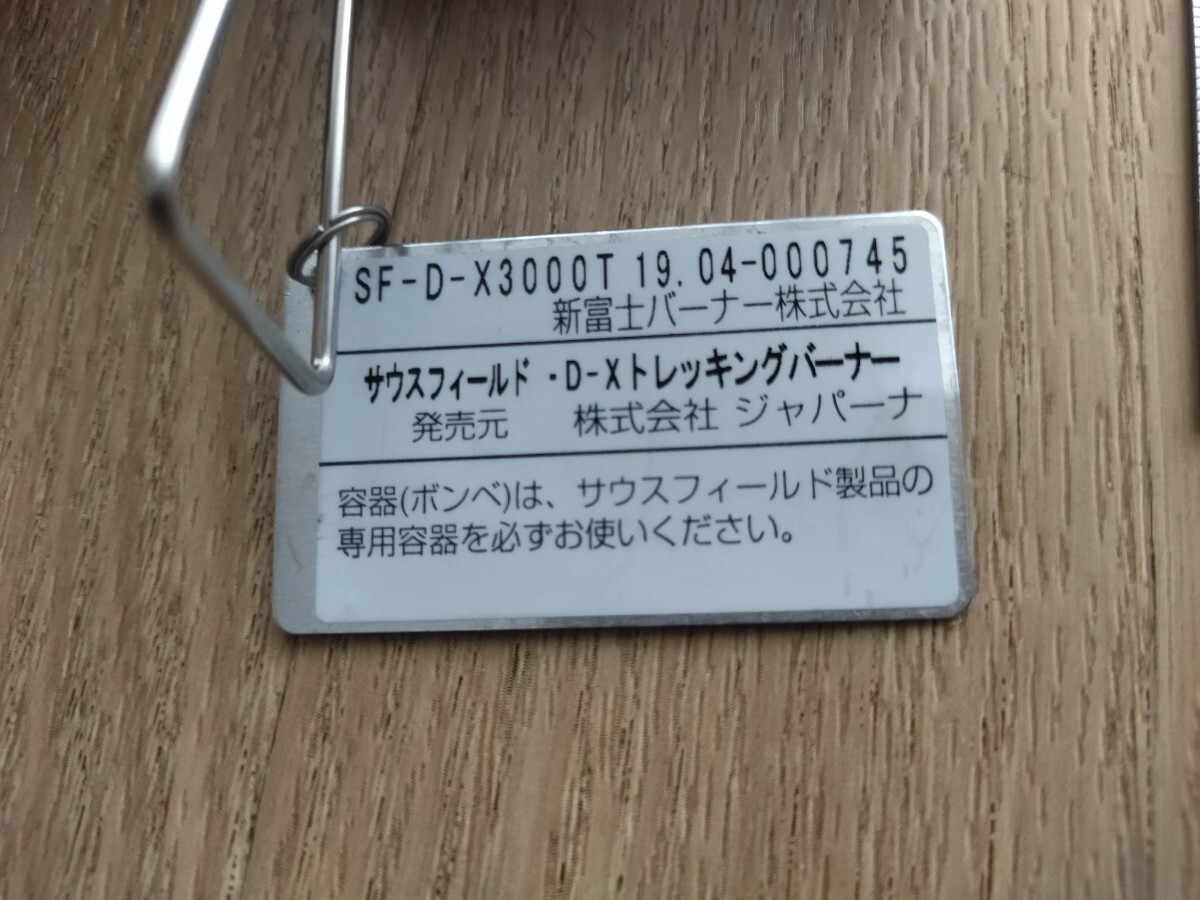 SF-D-X3000T 19.04-000745
新富士バーナー株式会社
サウスフィールド・D-Xトレッキングバーナー
発売元 株式会社 ジャパーナ
容器(ボンベ)は、サウスフィールド製品の
専用容器を必ずお使いください。